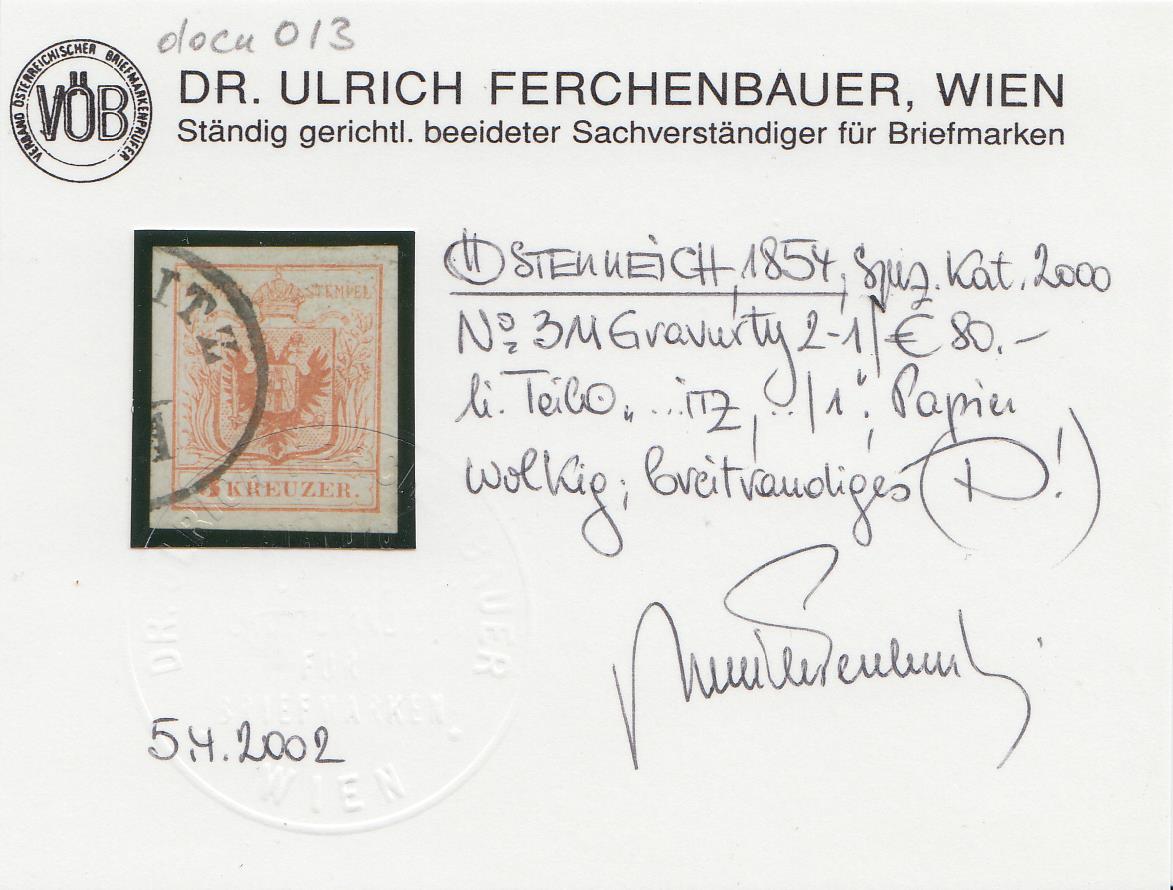 docu 013
VERBAND ÖSTERREICHISCHER BRIEFMARKENPRÜFER
VÖB
DR. ULRICH FERCHENBAUER, WIEN
Ständig gerichtl. beeideter Sachverständiger für Briefmarken
ÖSTERREICH, 1854, Spez. Kat. 2000
No 3M Gravurty 2-1/€ 80.-
li. Teil "...ITZ, ../1", Papier
wolkig; breitrandiges
ITZ
STEMPEL
KREUZER.
DR.
BAUER
FÜR
BRIEFMARKEN
WIEN
5.4.2002